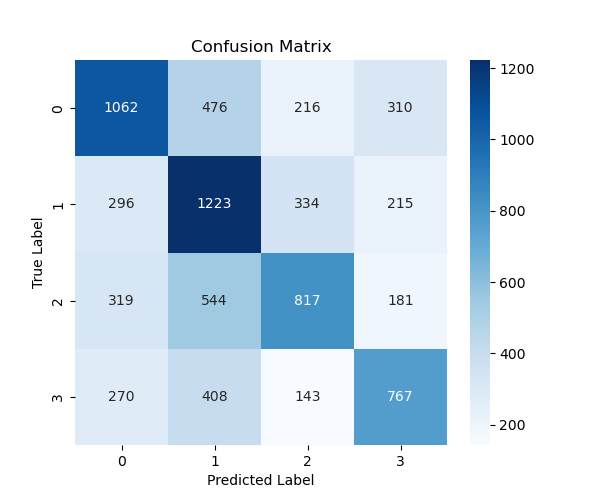 Confusion Matrix
True Label
0 1062 476 216 310
1 296 1223 334 215
2 319 544 817 181
3 270 408 143 767
0 1 2 3
Predicted Label
1200
1000
800
600
400
200